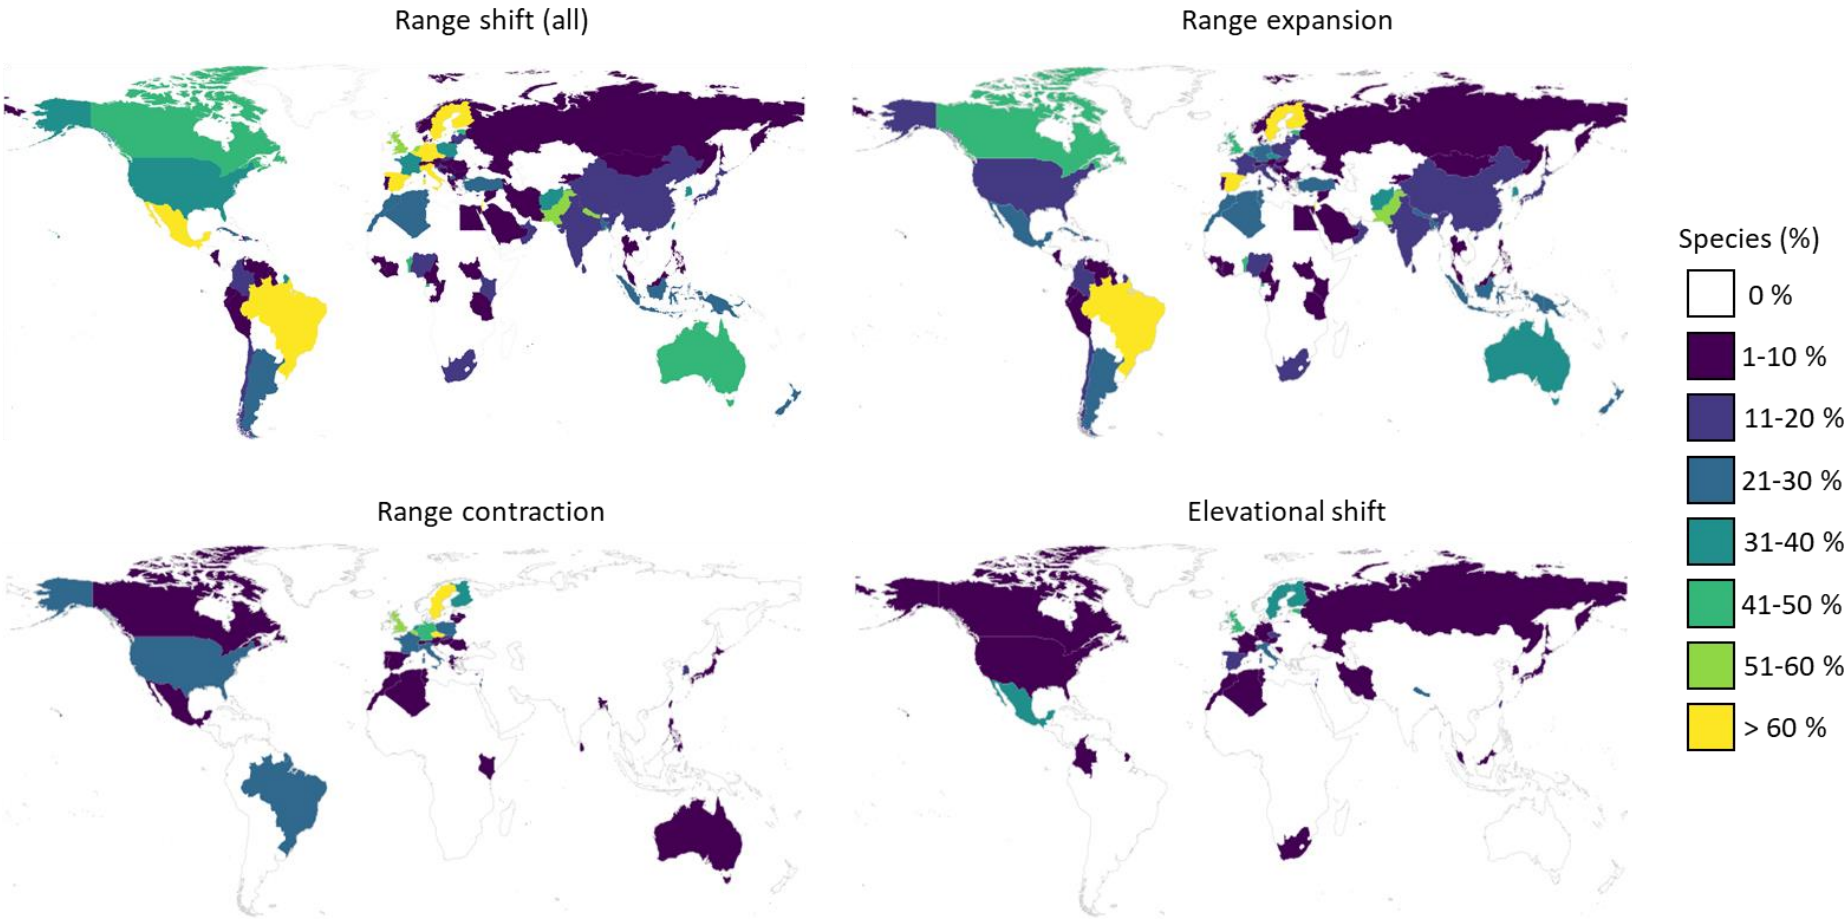 Range shift (all)
Range expansion
Range contraction
Elevational shift
Species (%)
0 %
1-10 %
11-20 %
21-30 %
31-40 %
41-50 %
51-60 %
> 60 %